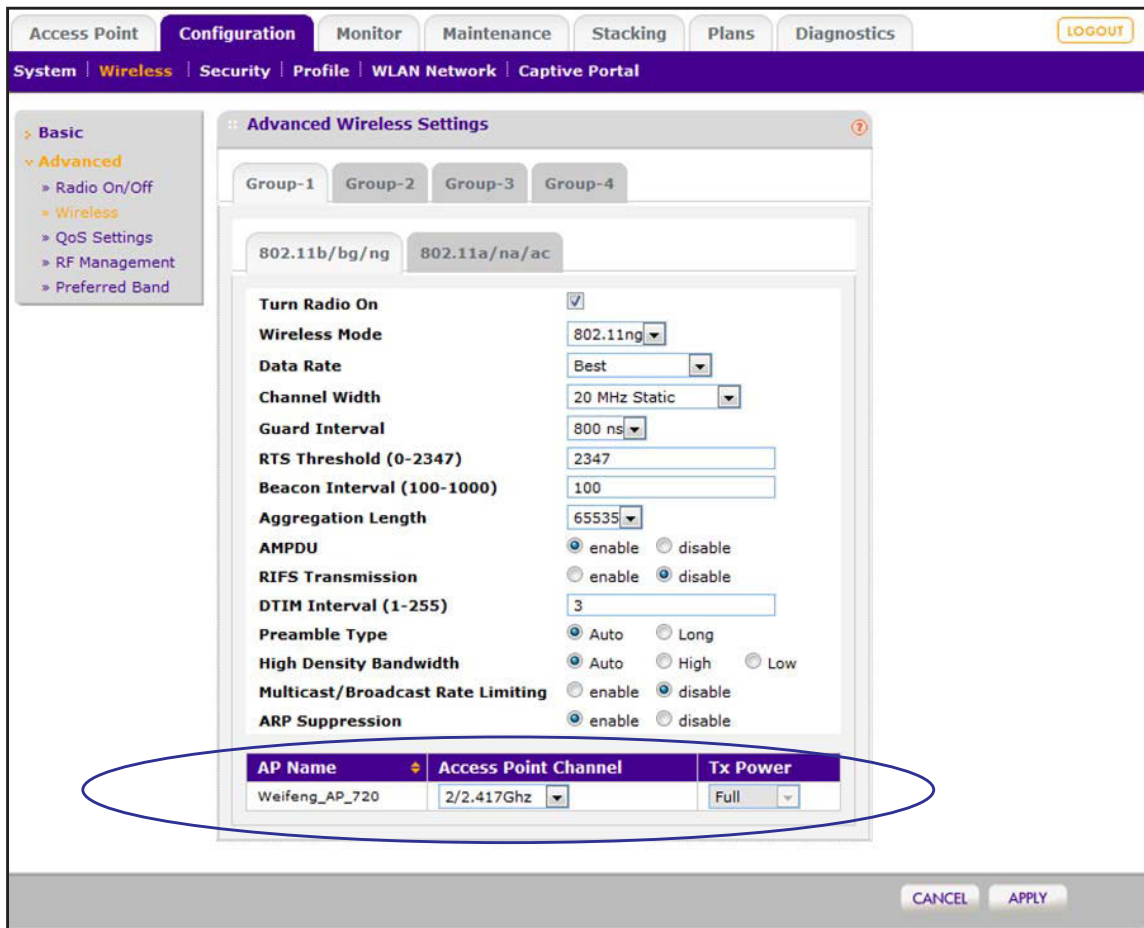 Access Point Configuration Monitor Maintenance Stacking Plans Diagnostics LOGOUT
System Wireless Security Profile WLAN Network Captive Portal
Basic
Advanced
» Radio On/Off
» Wireless
» QoS Settings
» RF Management
» Preferred Band
Advanced Wireless Settings ?
Group-1 Group-2 Group-3 Group-4
802.11b/bg/ng 802.11a/na/ac
Turn Radio On
Wireless Mode 802.11ng
Data Rate Best
Channel Width 20 MHz Static
Guard Interval 800 ns
RTS Threshold (0-2347) 2347
Beacon Interval (100-1000) 100
Aggregation Length 65535
AMPDU enable disable
RIFS Transmission enable disable
DTIM Interval (1-255) 3
Preamble Type Auto Long
High Density Bandwidth Auto High Low
Multicast/Broadcast Rate Limiting enable disable
ARP Suppression enable disable
AP Name Access Point Channel Tx Power
Weifeng_AP_720 2/2.417Ghz Full
CANCEL APPLY